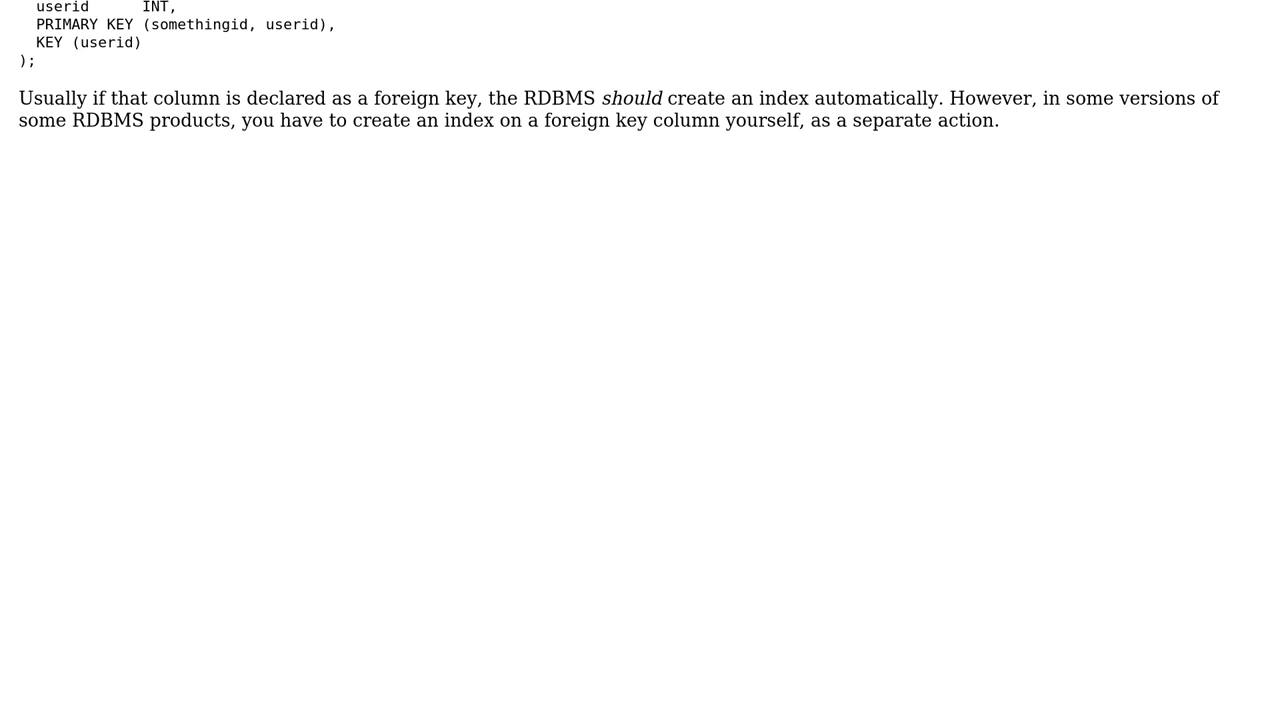 userid      INT,
PRIMARY KEY (somethingid, userid),
KEY (userid)
);
Usually if that column is declared as a foreign key, the RDBMS should create an index automatically. However, in some versions of
some RDBMS products, you have to create an index on a foreign key column yourself, as a separate action.